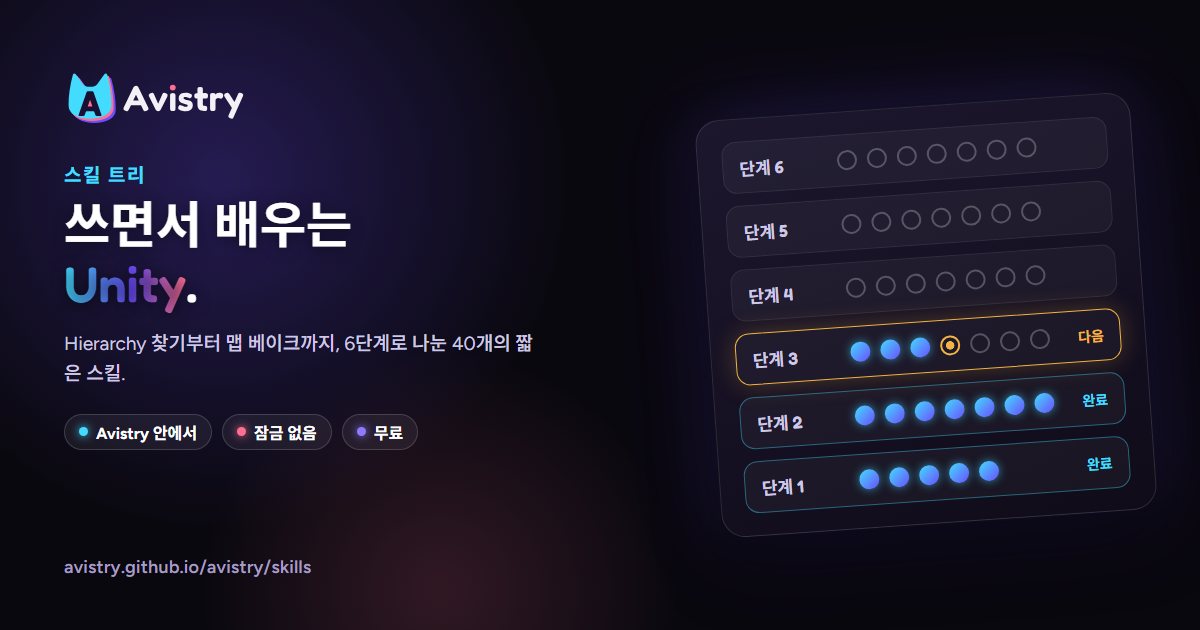 Avistry
스킬 트리
쓰면서 배우는
Unity.
Hierarchy 찾기부터 맵 베이크까지, 6단계로 나눈 40개의 짧
은 스킬.
Avistry 안에서
잠금 없음
무료
avistry.github.io/avistry/skills
단계 6
단계 5
단계 4
단계 3 다음
단계 2 완료
단계 1 완료